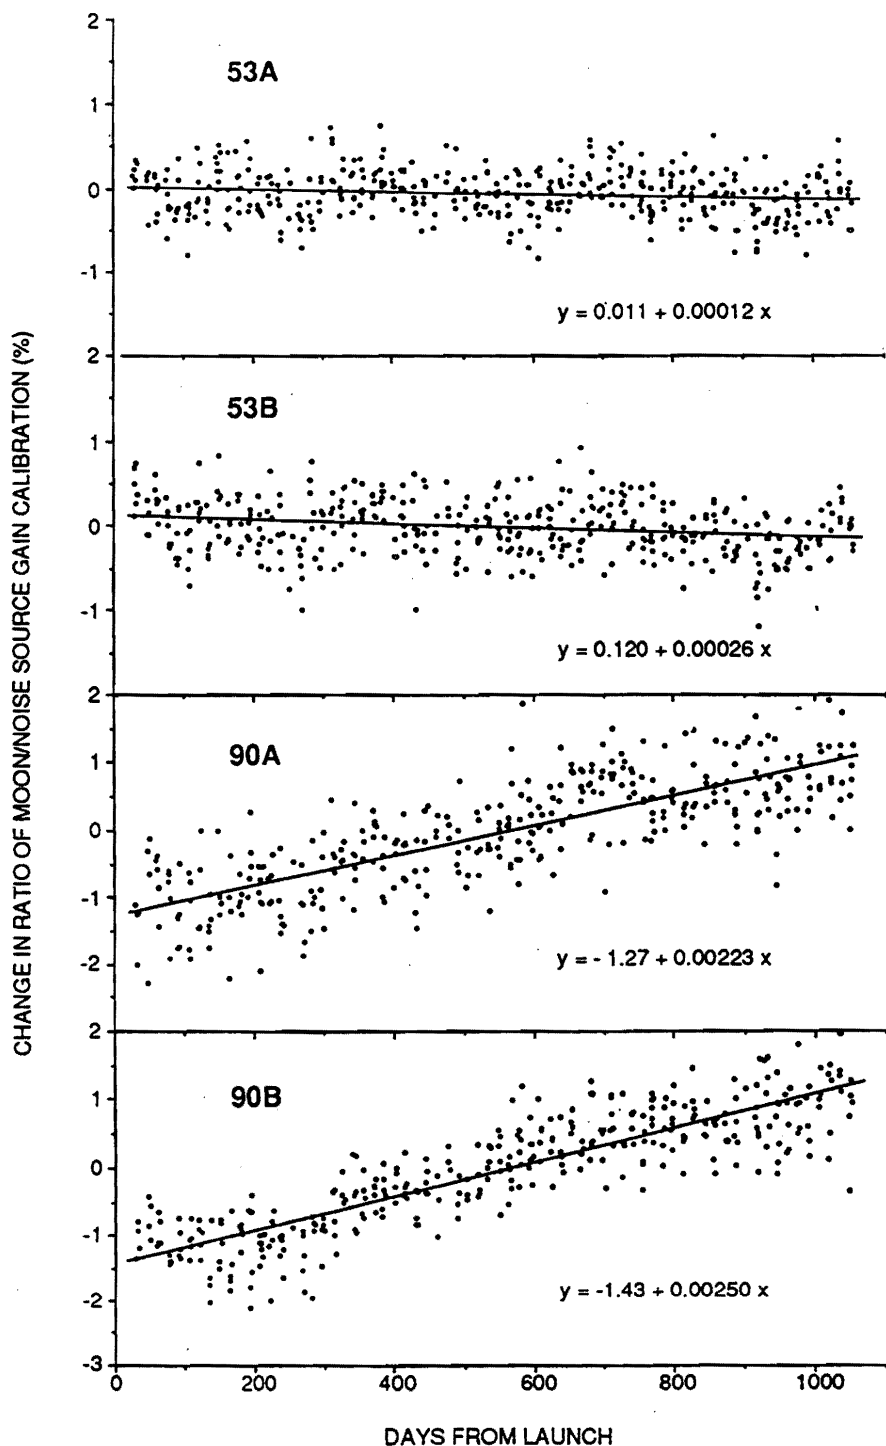 CHANGE IN RATIO OF MOON/NOISE SOURCE GAIN CALIBRATION (%)
2
53A
1
0
-1
y = 0.011 + 0.00012 x
2
53B
1
0
-1
y = 0.120 + 0.00026 x
2
90A
1
0
-1
-2
y = - 1.27 + 0.00223 x
2
90B
1
0
-1
-2
y = -1.43 + 0.00250 x
-3
0 200 400 600 800 1000
DAYS FROM LAUNCH